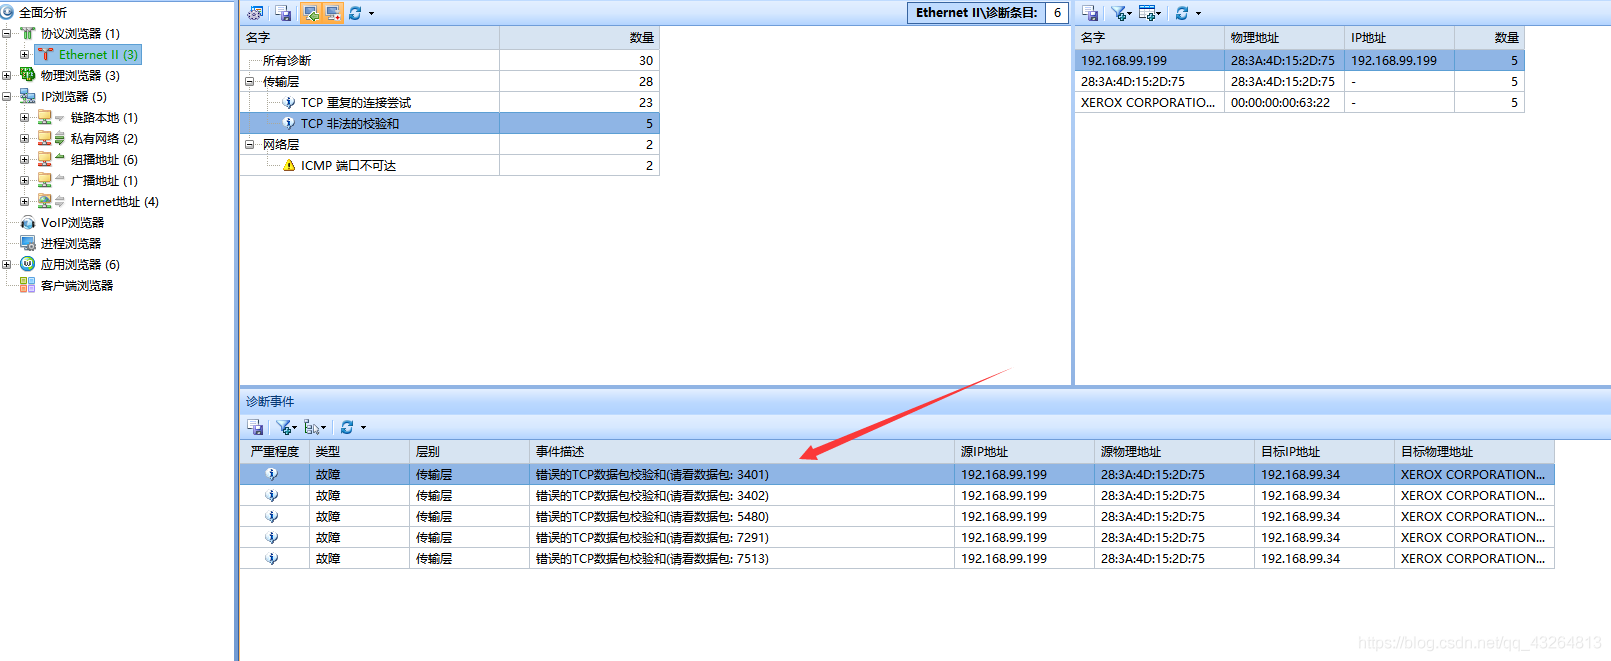 全面分析
协议浏览器 (1)
Ethernet II (3)
物理浏览器 (3)
IP浏览器 (5)
链路本地 (1)
私有网络 (2)
组播地址 (6)
广播地址 (1)
Internet地址 (4)
VoIP浏览器
进程浏览器
应用浏览器 (6)
客户端浏览器
Ethernet II\诊断条目: 6
名字 数量
所有诊断 30
传输层 28
TCP 重复的连接尝试 23
TCP 非法的校验和 5
网络层 2
ICMP 端口不可达 2
名字 物理地址 IP地址 数量
192.168.99.199 28:3A:4D:15:2D:75 192.168.99.199 5
28:3A:4D:15:2D:75 28:3A:4D:15:2D:75 - 5
XEROX CORPORATIO... 00:00:00:00:63:22 - 5
诊断事件
严重程度 类型 层别 事件描述 源IP地址 源物理地址 目标IP地址 目标物理地址
故障 传输层 错误的TCP数据包校验和(请看数据包: 3401) 192.168.99.199 28:3A:4D:15:2D:75 192.168.99.34 XEROX CORPORATION...
故障 传输层 错误的TCP数据包校验和(请看数据包: 3402) 192.168.99.199 28:3A:4D:15:2D:75 192.168.99.34 XEROX CORPORATION...
故障 传输层 错误的TCP数据包校验和(请看数据包: 5480) 192.168.99.199 28:3A:4D:15:2D:75 192.168.99.34 XEROX CORPORATION...
故障 传输层 错误的TCP数据包校验和(请看数据包: 7291) 192.168.99.199 28:3A:4D:15:2D:75 192.168.99.34 XEROX CORPORATION...
故障 传输层 错误的TCP数据包校验和(请看数据包: 7513) 192.168.99.199 28:3A:4D:15:2D:75 192.168.99.34 XEROX CORPORATION...
https://blog.csdn.net/qq_43264813